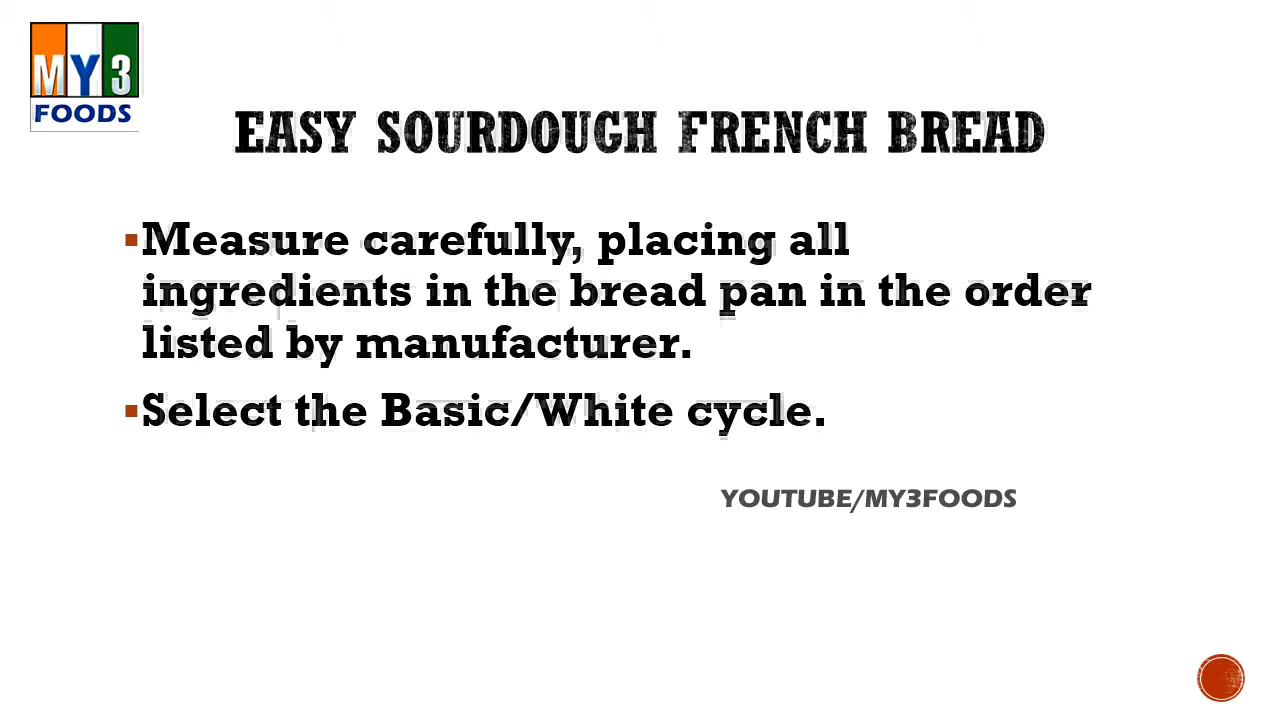 MY3
FOODS
EASY SOURDOUGH FRENCH BREAD
▪Measure carefully, placing all
ingredients in the bread pan in the order
listed by manufacturer.
▪Select the Basic/White cycle.
YOUTUBE/MY3FOODS